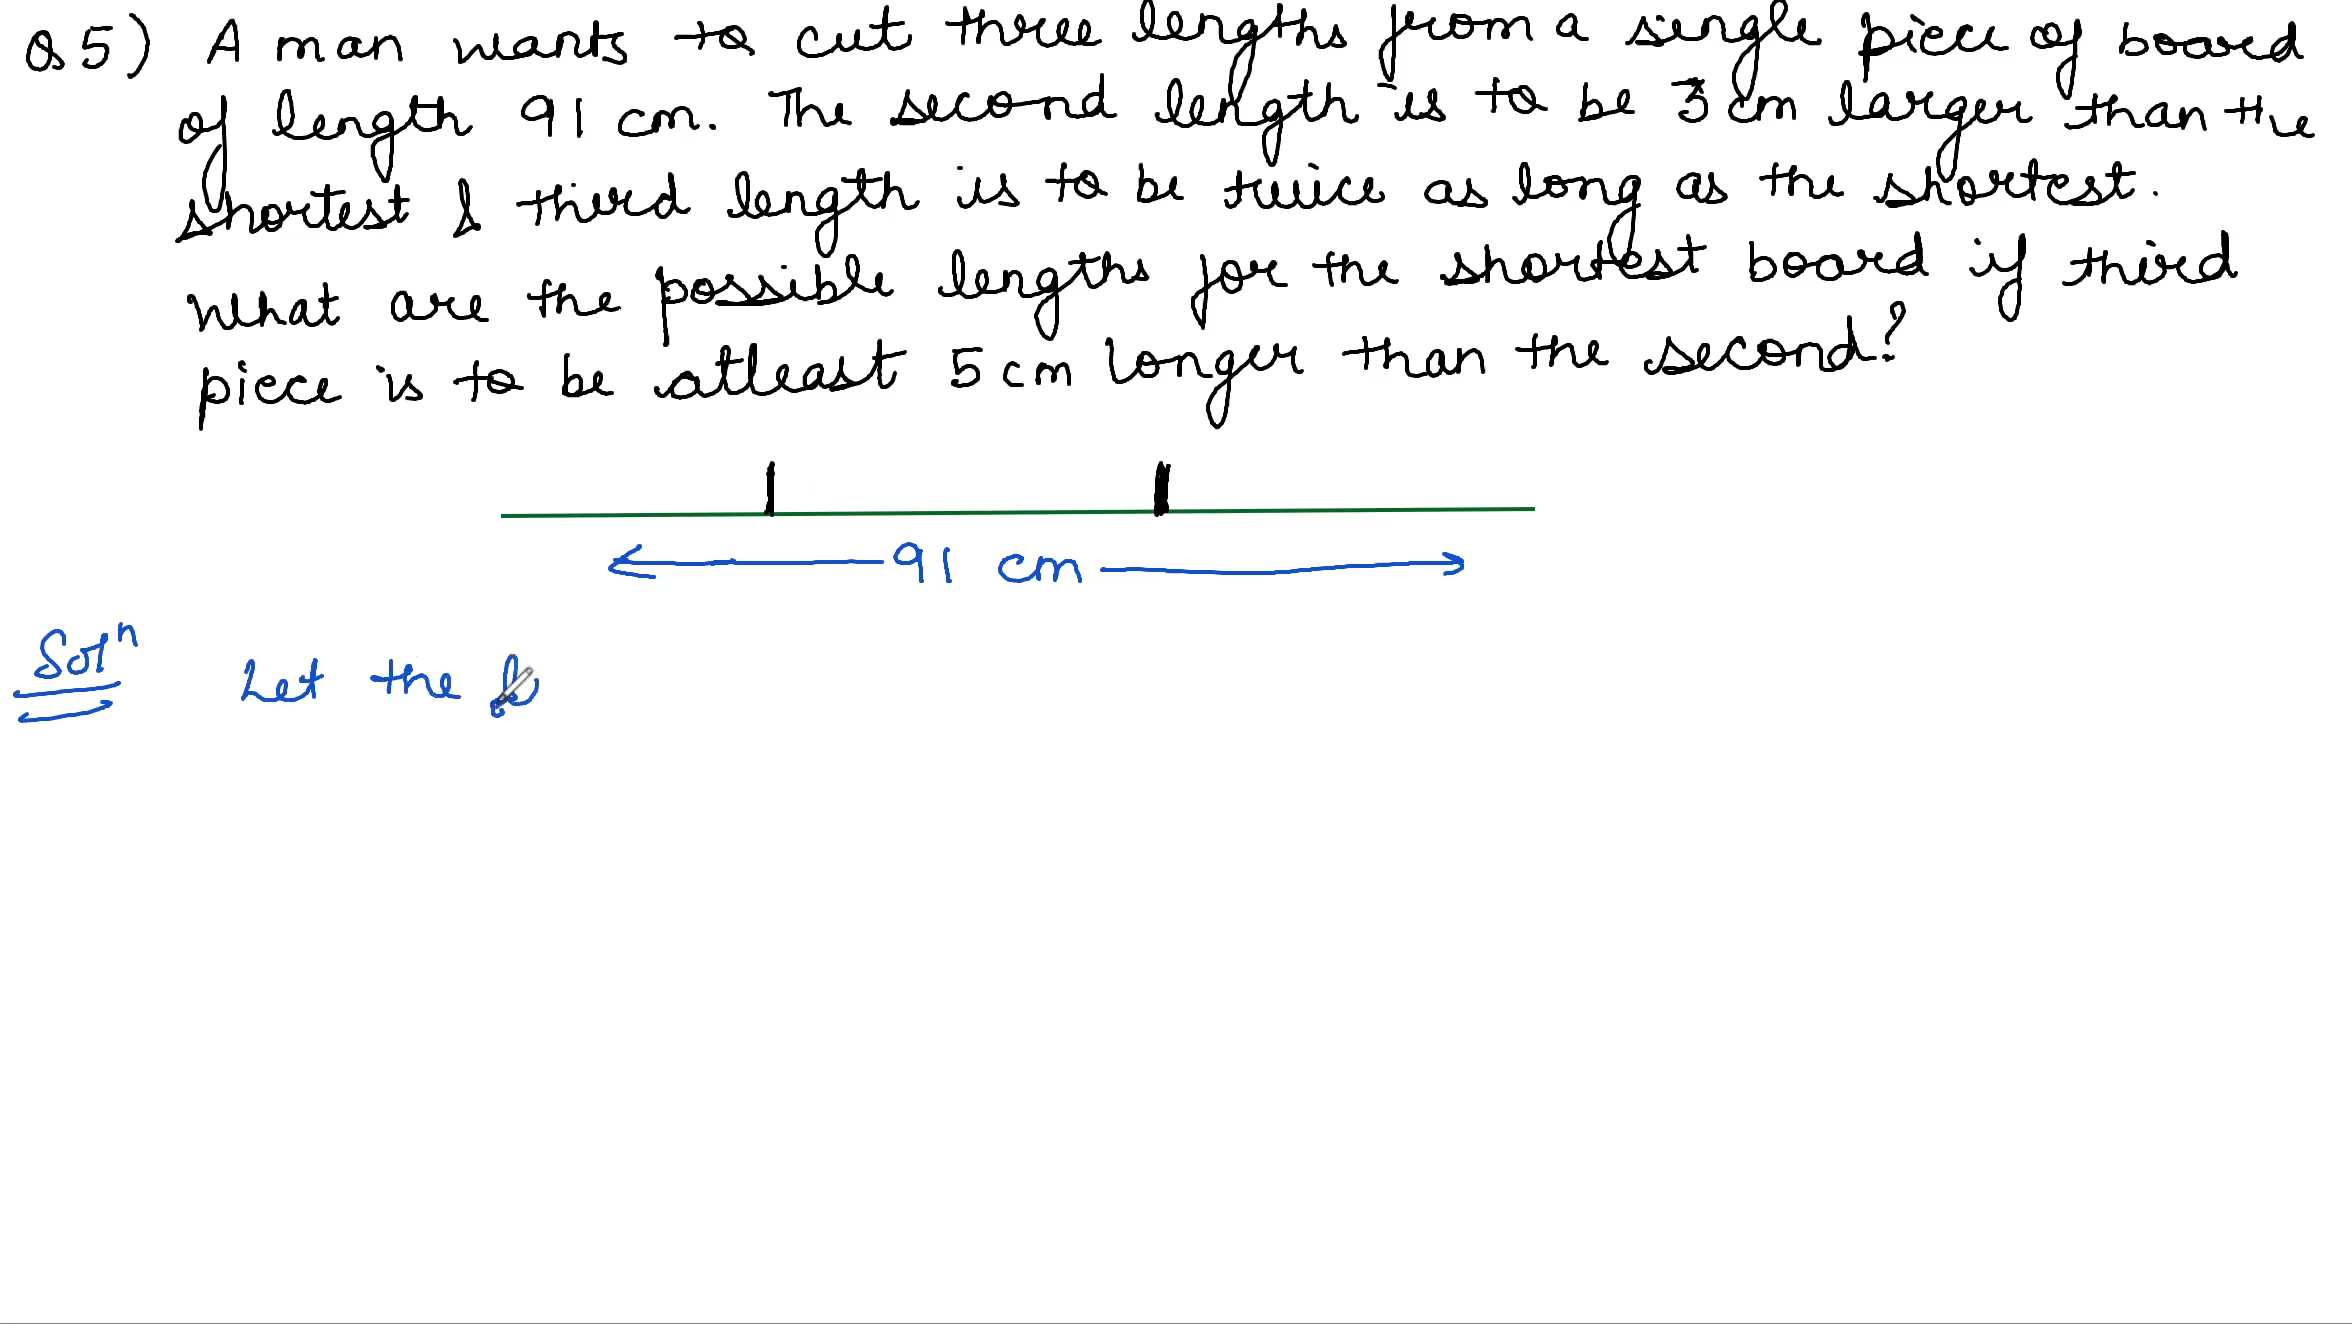 Q5) A man wants to cut three lengths from a single piece of board
of length 91 cm. The second length is to be 3 cm larger than the
shortest & third length is to be twice as long as the shortest.
What are the possible lengths for the shortest board if third
piece is to be atleast 5 cm longer than the second?
91 cm
Solⁿ Let the